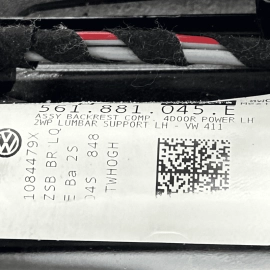 561.881.045.E
ASSY BACKREST COMP. 4DOOR POWER LH
2WP LUMBAR SUPPORT LH - VW 411
1084479X
ZSB BR LQ
E Ba 2S
04S 848
TWHOGH